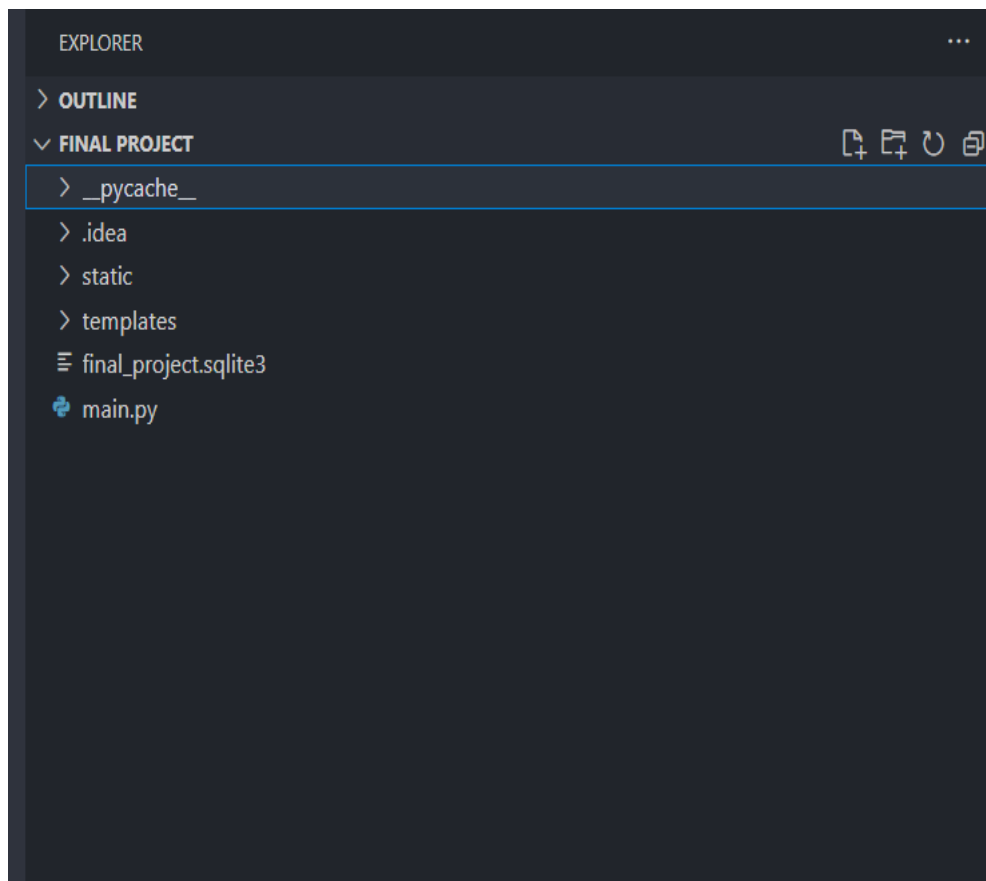 EXPLORER
OUTLINE
FINAL PROJECT
__pycache__
.idea
static
templates
final_project.sqlite3
main.py